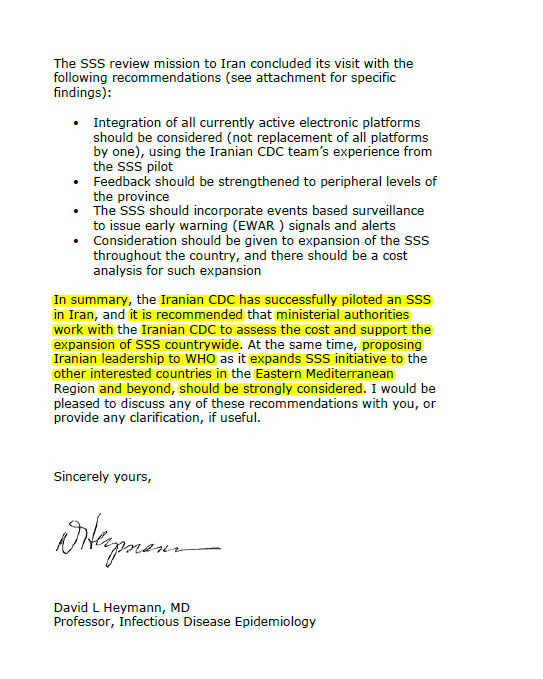 The SSS review mission to Iran concluded its visit with the
following recommendations (see attachment for specific
findings):
• Integration of all currently active electronic platforms
should be considered (not replacement of all platforms
by one), using the Iranian CDC team's experience from
the SSS pilot
• Feedback should be strengthened to peripheral levels of
the province
• The SSS should incorporate events based surveillance
to issue early warning (EWAR ) signals and alerts
• Consideration should be given to expansion of the SSS
throughout the country, and there should be a cost
analysis for such expansion
In summary, the Iranian CDC has successfully piloted an SSS
in Iran, and it is recommended that ministerial authorities
work with the Iranian CDC to assess the cost and support the
expansion of SSS countrywide. At the same time, proposing
Iranian leadership to WHO as it expands SSS initiative to the
other interested countries in the Eastern Mediterranean
Region and beyond, should be strongly considered. I would be
pleased to discuss any of these recommendations with you, or
provide any clarification, if useful.
Sincerely yours,
D Heymann
David L Heymann, MD
Professor, Infectious Disease Epidemiology